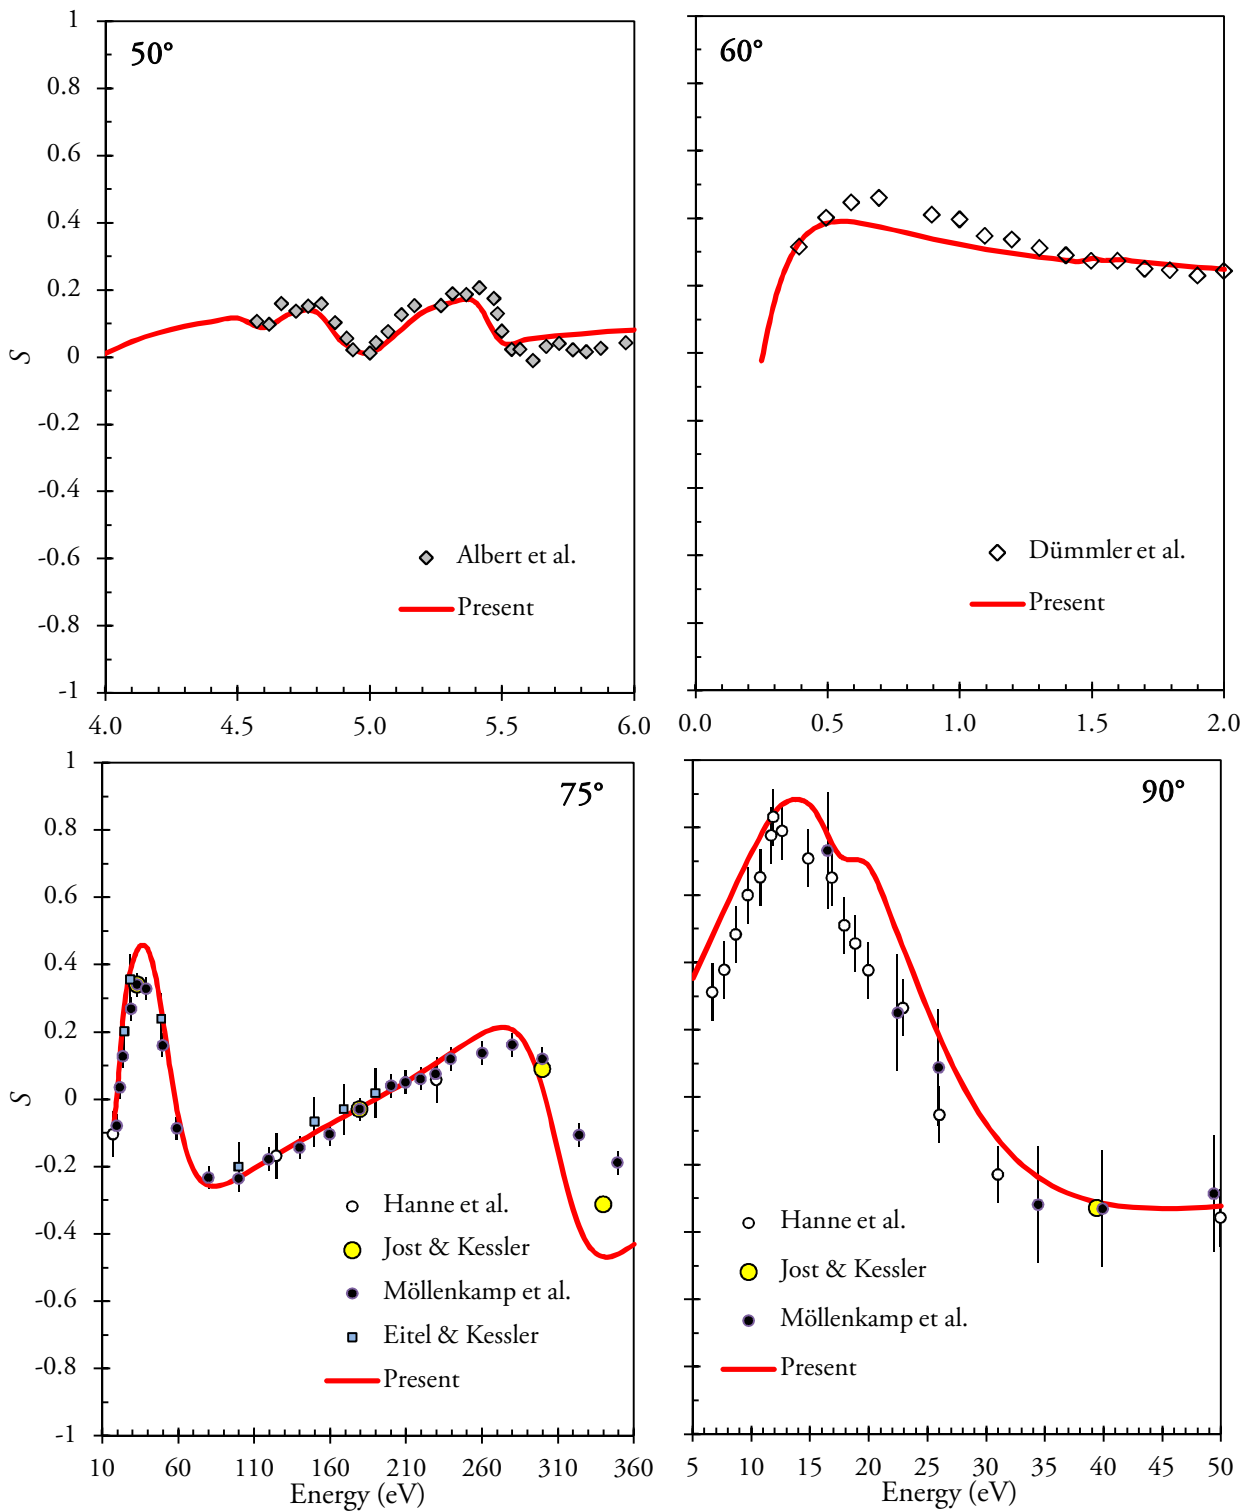 50°
1
0.8
0.6
0.4
0.2
0
-0.2
-0.4
-0.6
-0.8
-1
S
Albert et al.
Present
4.0 4.5 5.0 5.5 6.0
60°
Dümmler et al.
Present
0.0 0.5 1.0 1.5 2.0
75°
1
0.8
0.6
0.4
0.2
0
-0.2
-0.4
-0.6
-0.8
-1
S
Hanne et al.
Jost & Kessler
Möllenkamp et al.
Eitel & Kessler
Present
10 60 110 160 210 260 310 360
Energy (eV)
90°
Hanne et al.
Jost & Kessler
Möllenkamp et al.
Present
5 10 15 20 25 30 35 40 45 50
Energy (eV)